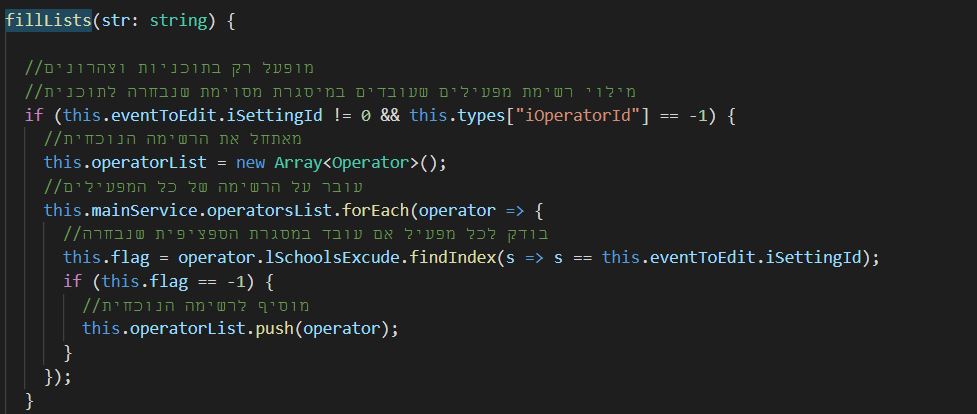 fillLists(str: string) {
//מופעל רק בתוכניות וצהרונים
//מילוי רשימת מפעילים שעובדים במיסגרת מסוימת שנבחרה לתוכנית
if (this.eventToEdit.iSettingId != 0 && this.types["iOperatorId"] == -1) {
//מאתחל את הרשימה הנוכחית
this.operatorList = new Array<Operator>();
//עובר על הרשימה של כל המפעילים
this.mainService.operatorsList.forEach(operator => {
//בודק לכל מפעיל אם עובד במסגרת הספציפית שנבחרה
this.flag = operator.lSchoolsExcude.findIndex(s => s == this.eventToEdit.iSettingId);
if (this.flag == -1) {
//מוסיף לרשימה הנוכחית
this.operatorList.push(operator);
}
});
}